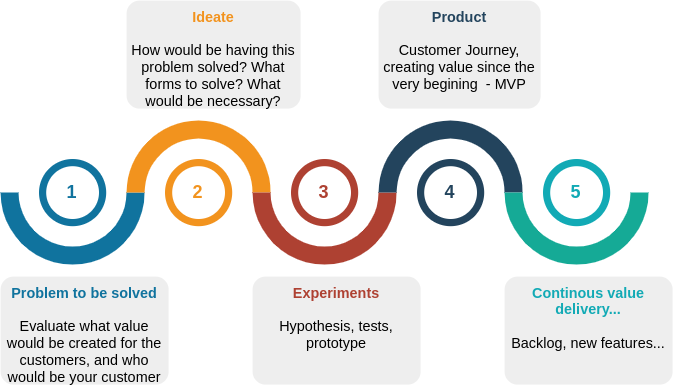 Ideate
How would be having this
problem solved? What
forms to solve? What
would be necessary?
Product
Customer Journey,
creating value since the
very begining - MVP
1
2
3
4
5
Problem to be solved
Evaluate what value
would be created for the
customers, and who
would be your customer
Experiments
Hypothesis, tests,
prototype
Continous value
delivery...
Backlog, new features...